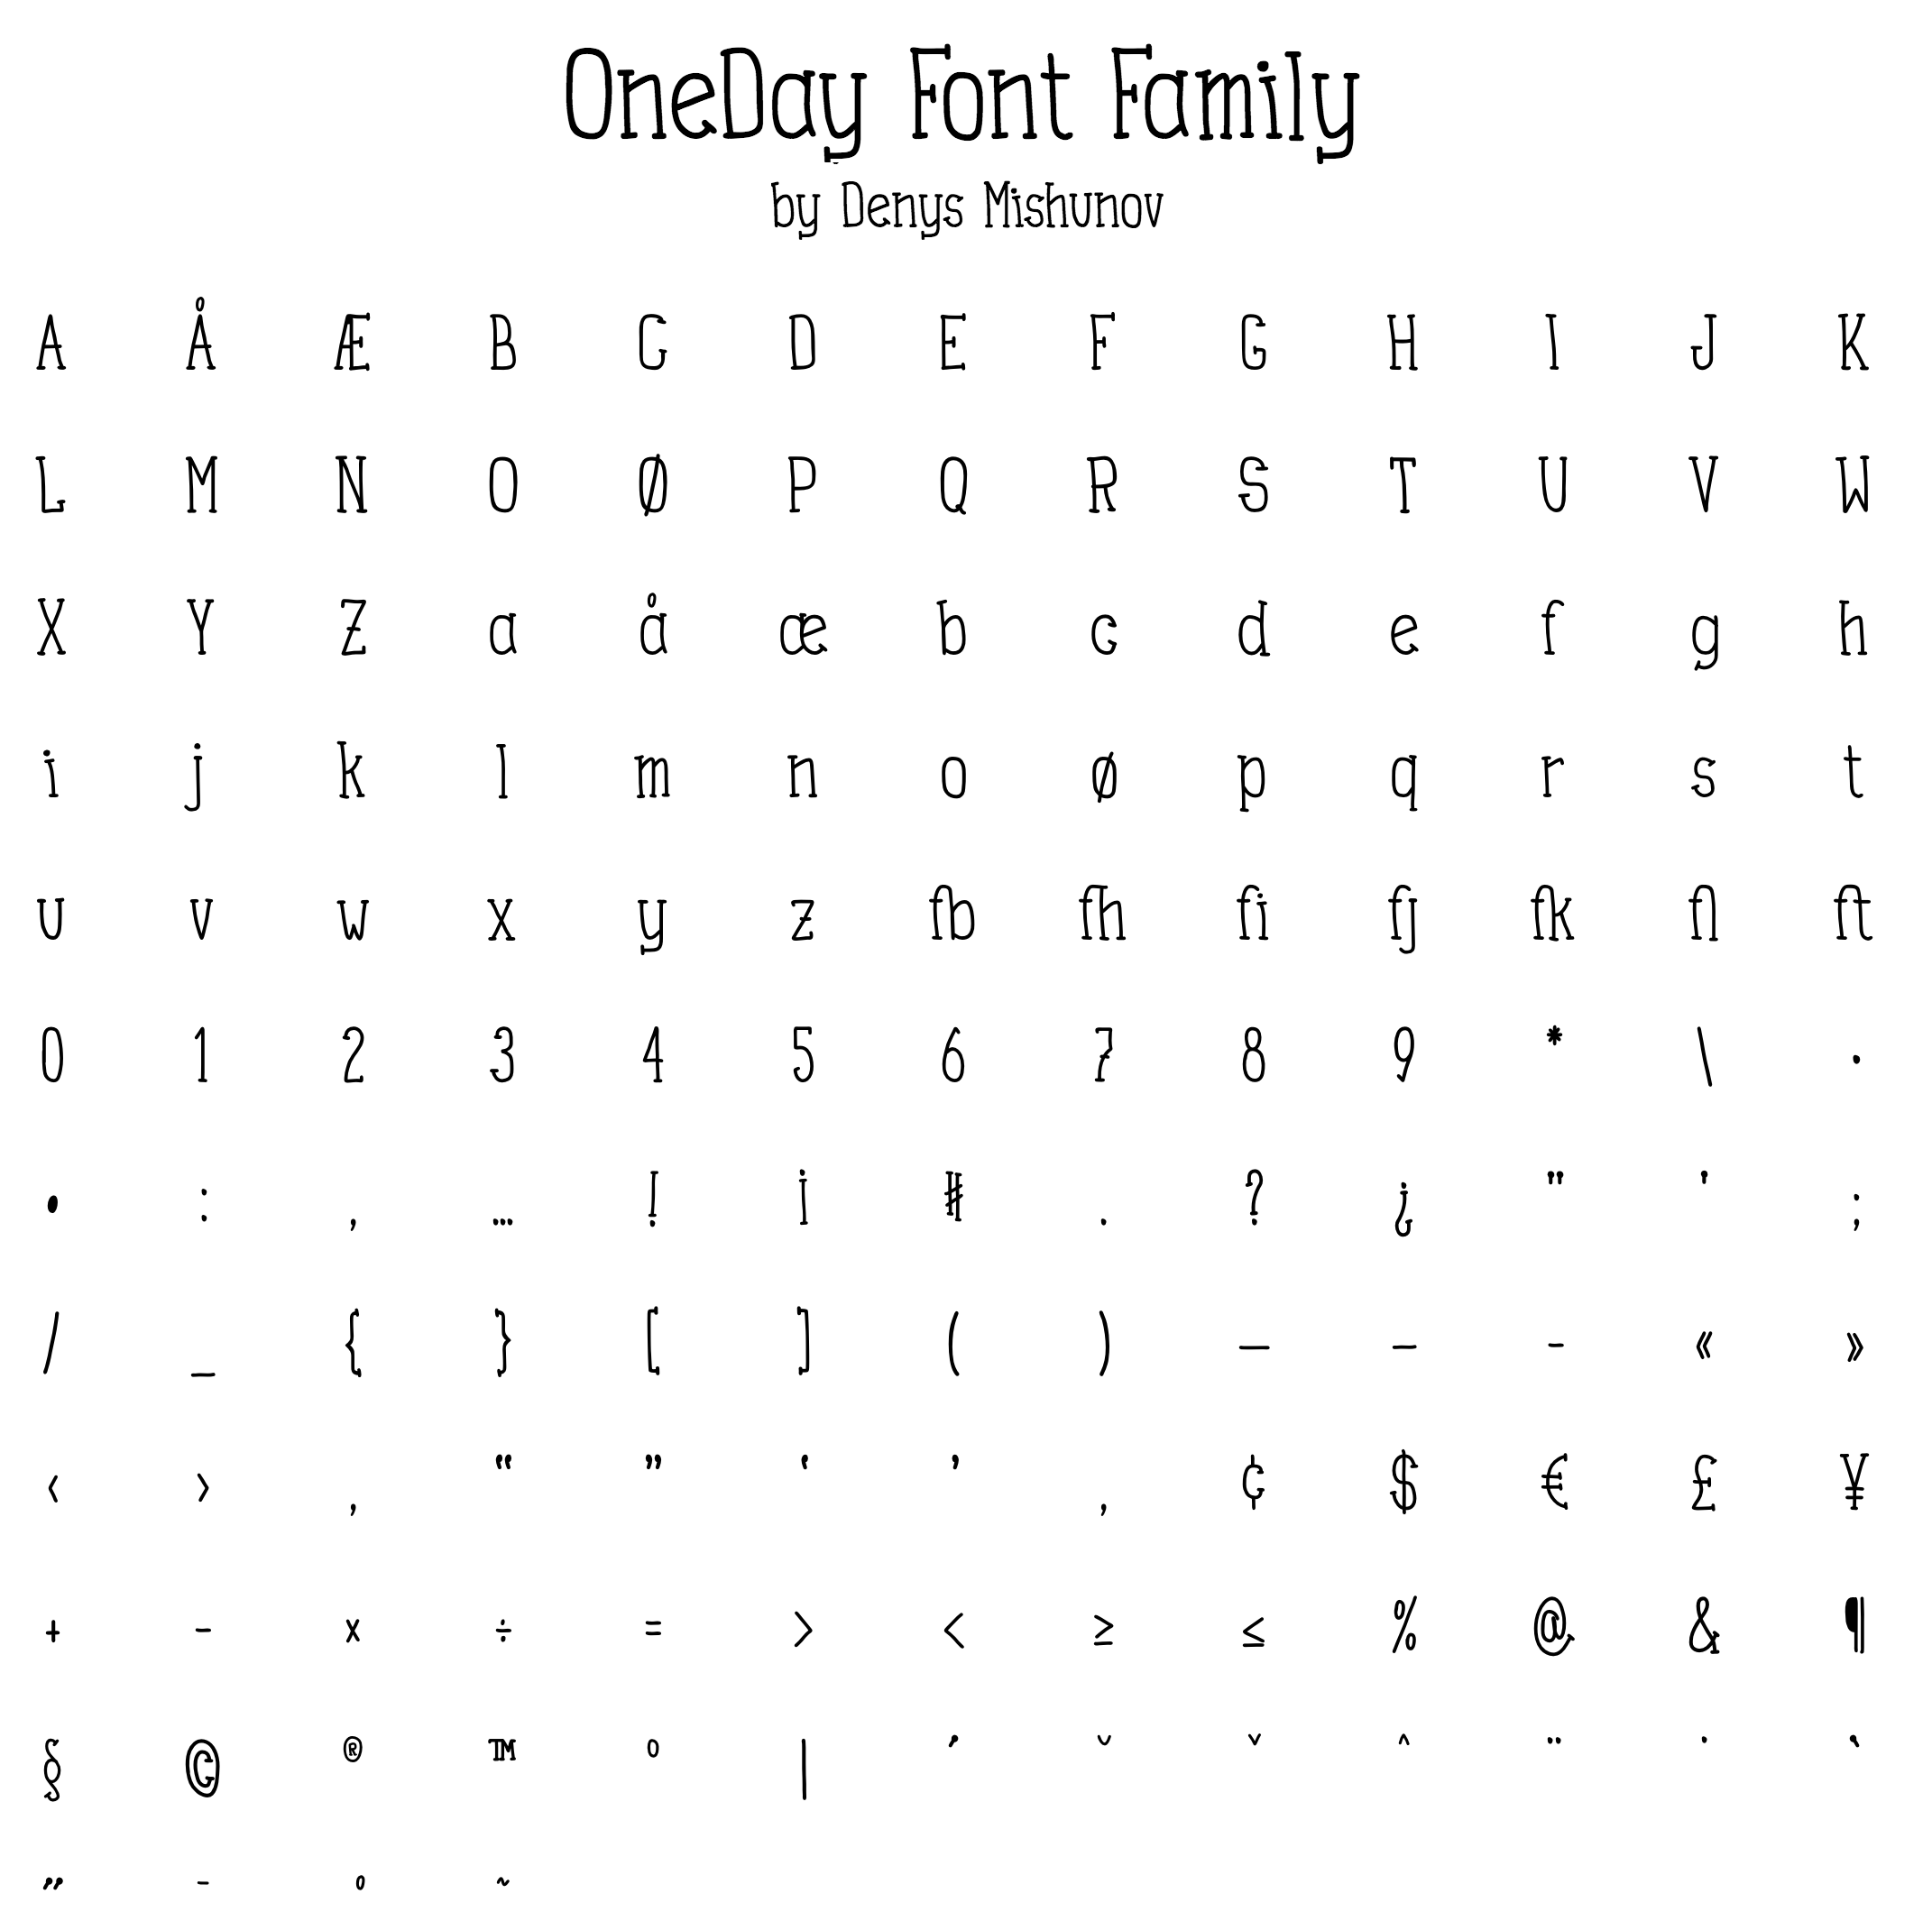 OneDay Font Family
by Denys Mishunov
A Å Æ B C D E F G H I J K
L M N O Ø P Q R S T U V W
X Y Z a å æ b c d e f g h
i j k l m n o ø p q r s t
u v w x y z fb fh fi fj fk fl ft
0 1 2 3 4 5 6 7 8 9 * \ ·
• : , … ! ¡ # . ? ¿ " ' ;
/ _ { } [ ] ( ) — – - « »
‹ › ‚ “ ” ‘ ’ ‚ ¢ $ € £ ¥
+ − × ÷ = > < ≥ ≤ % @ & ¶
§ © ® ™ ° | ´ ˘ ˇ ˆ ¨ ˙ `
˝ ¯ ˚ ˜